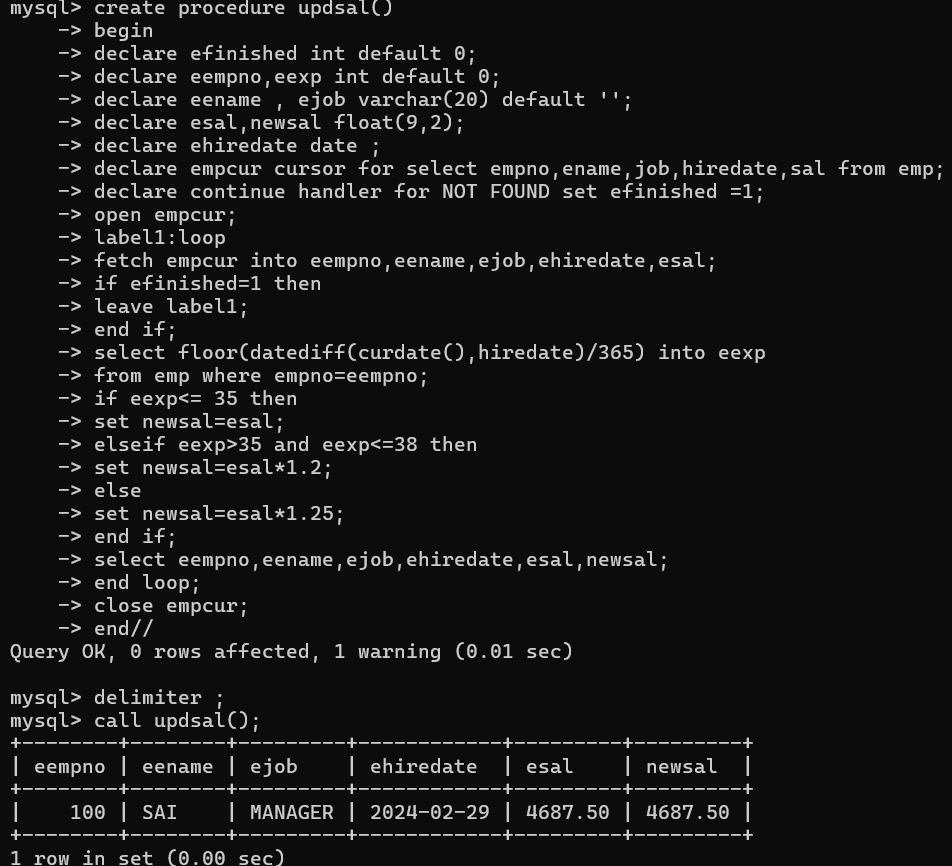 mysql> create procedure updsal()
    -> begin
    -> declare efinished int default 0;
    -> declare eempno,eexp int default 0;
    -> declare eename , ejob varchar(20) default '';
    -> declare esal,newsal float(9,2);
    -> declare ehiredate date ;
    -> declare empcur cursor for select empno,ename,job,hiredate,sal from emp;
    -> declare continue handler for NOT FOUND set efinished =1;
    -> open empcur;
    -> label1:loop
    -> fetch empcur into eempno,eename,ejob,ehiredate,esal;
    -> if efinished=1 then
    -> leave label1;
    -> end if;
    -> select floor(datediff(curdate(),hiredate)/365) into eexp
    -> from emp where empno=eempno;
    -> if eexp<= 35 then
    -> set newsal=esal;
    -> elseif eexp>35 and eexp<=38 then
    -> set newsal=esal*1.2;
    -> else
    -> set newsal=esal*1.25;
    -> end if;
    -> select eempno,eename,ejob,ehiredate,esal,newsal;
    -> end loop;
    -> close empcur;
    -> end//
Query OK, 0 rows affected, 1 warning (0.01 sec)

mysql> delimiter ;
mysql> call updsal();
+--------+--------+---------+------------+---------+---------+
| eempno | eename | ejob    | ehiredate  | esal    | newsal  |
+--------+--------+---------+------------+---------+---------+
|    100 | SAI    | MANAGER | 2024-02-29 | 4687.50 | 4687.50 |
+--------+--------+---------+------------+---------+---------+
1 row in set (0.00 sec)